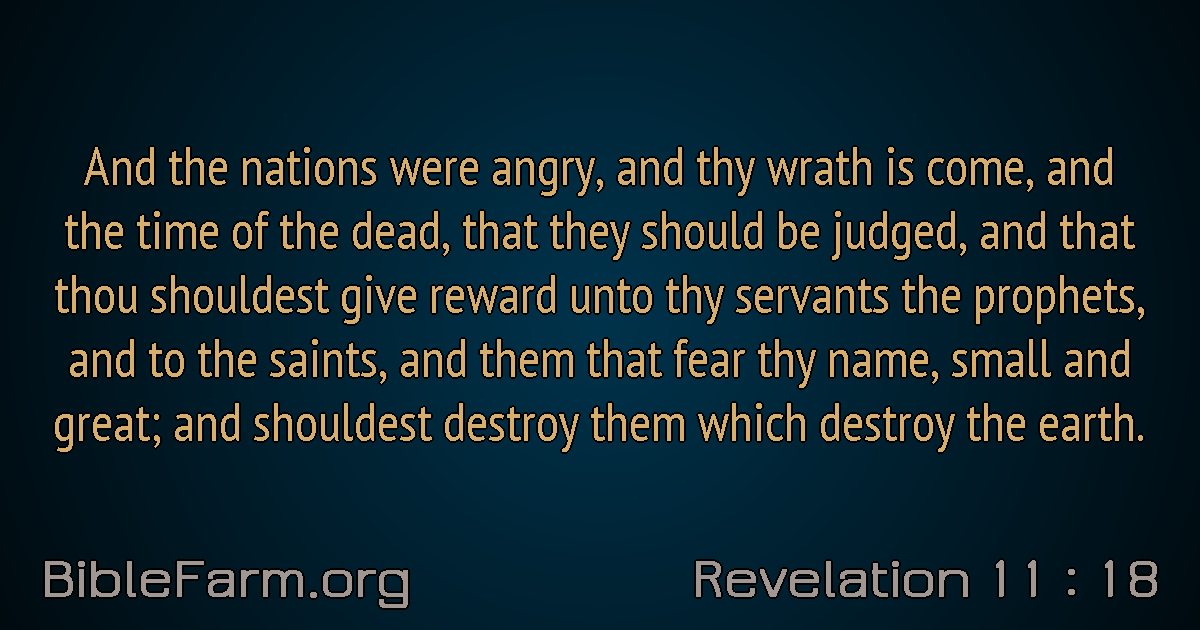 And the nations were angry, and thy wrath is come, and
the time of the dead, that they should be judged, and that
thou shouldest give reward unto thy servants the prophets,
and to the saints, and them that fear thy name, small and
great; and shouldest destroy them which destroy the earth.
BibleFarm.org
Revelation 11 : 18